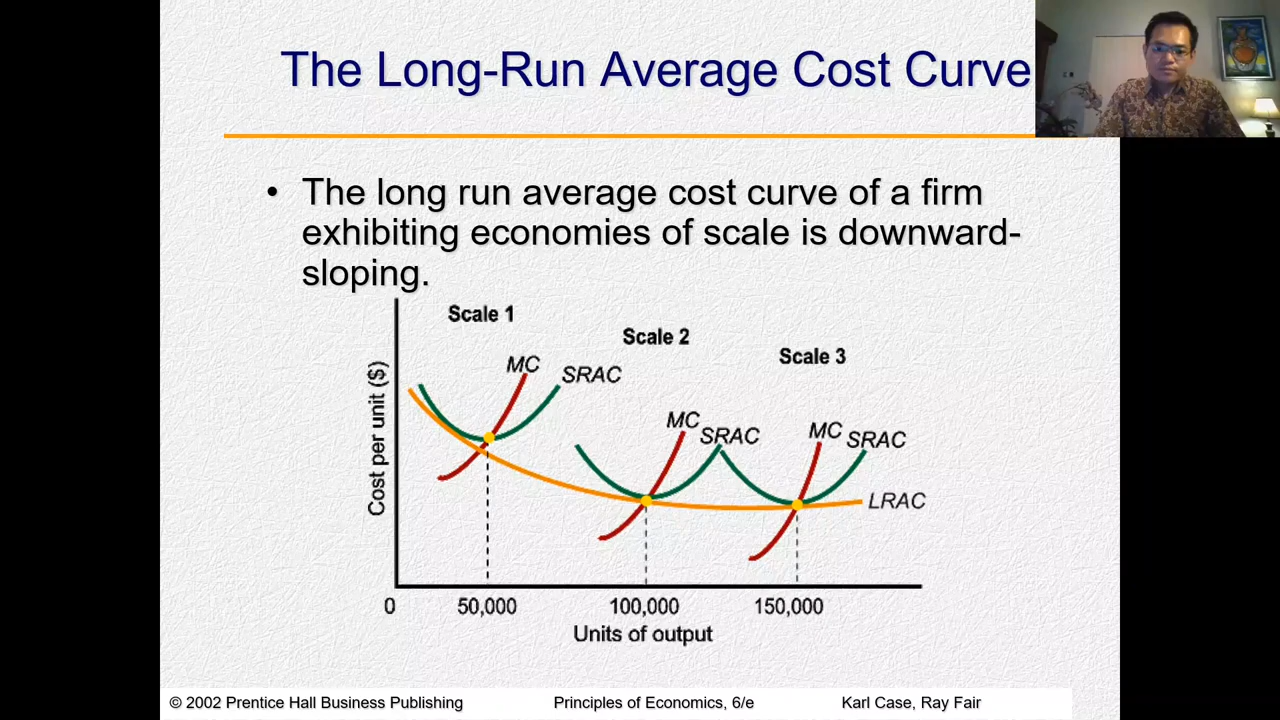 The Long-Run Average Cost Curve
• The long run average cost curve of a firm
exhibiting economies of scale is downward-
sloping.
Scale 1
Scale 2
Scale 3
MC
SRAC
MC
SRAC
MC
SRAC
LRAC
Cost per unit ($)
0
50,000
100,000
150,000
Units of output
© 2002 Prentice Hall Business Publishing
Principles of Economics, 6/e
Karl Case, Ray Fair